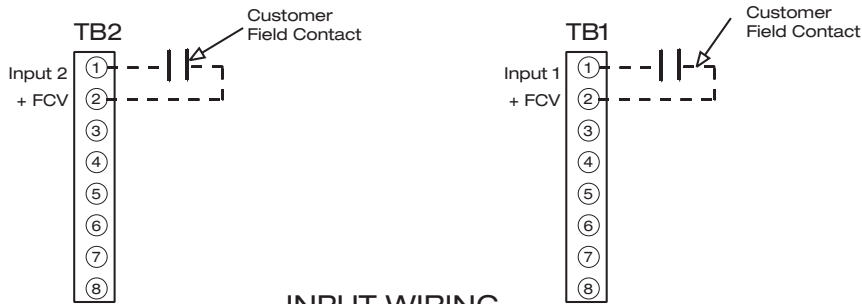 TB2
Customer
Field Contact
Input 2
+ FCV
1
2
3
4
5
6
7
8
TB1
Customer
Field Contact
Input 1
+ FCV
1
2
3
4
5
6
7
8
INPUT WIRING